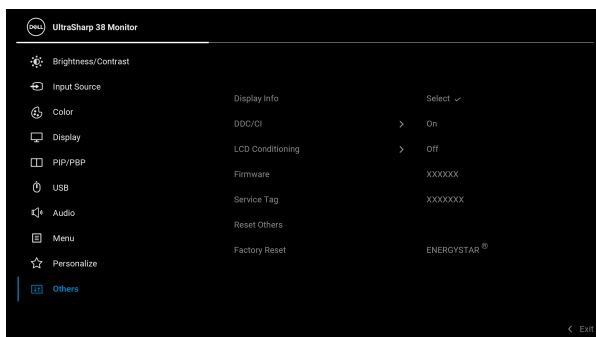 DELL UltraSharp 38 Monitor
Brightness/Contrast
Input Source
Color
Display
PIP/PBP
USB
Audio
Menu
Personalize
Others
Display Info Select ✓
DDC/CI > On
LCD Conditioning > Off
Firmware XXXXXX
Service Tag XXXXXXX
Reset Others
Factory Reset ENERGYSTAR ®
< Exit